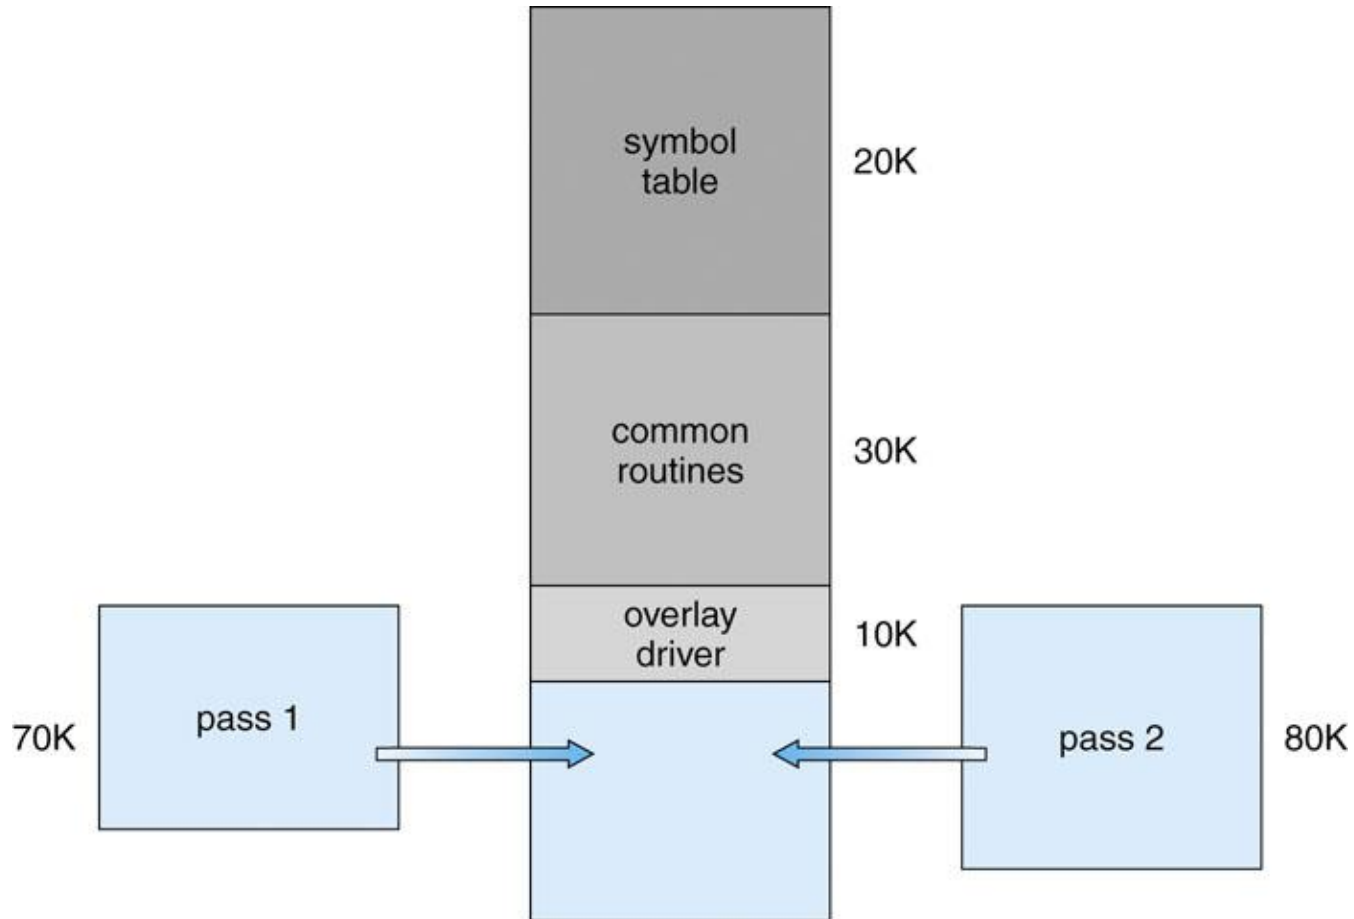 symbol
table
20K
common
routines
30K
overlay
driver
10K
pass 1
70K
pass 2
80K